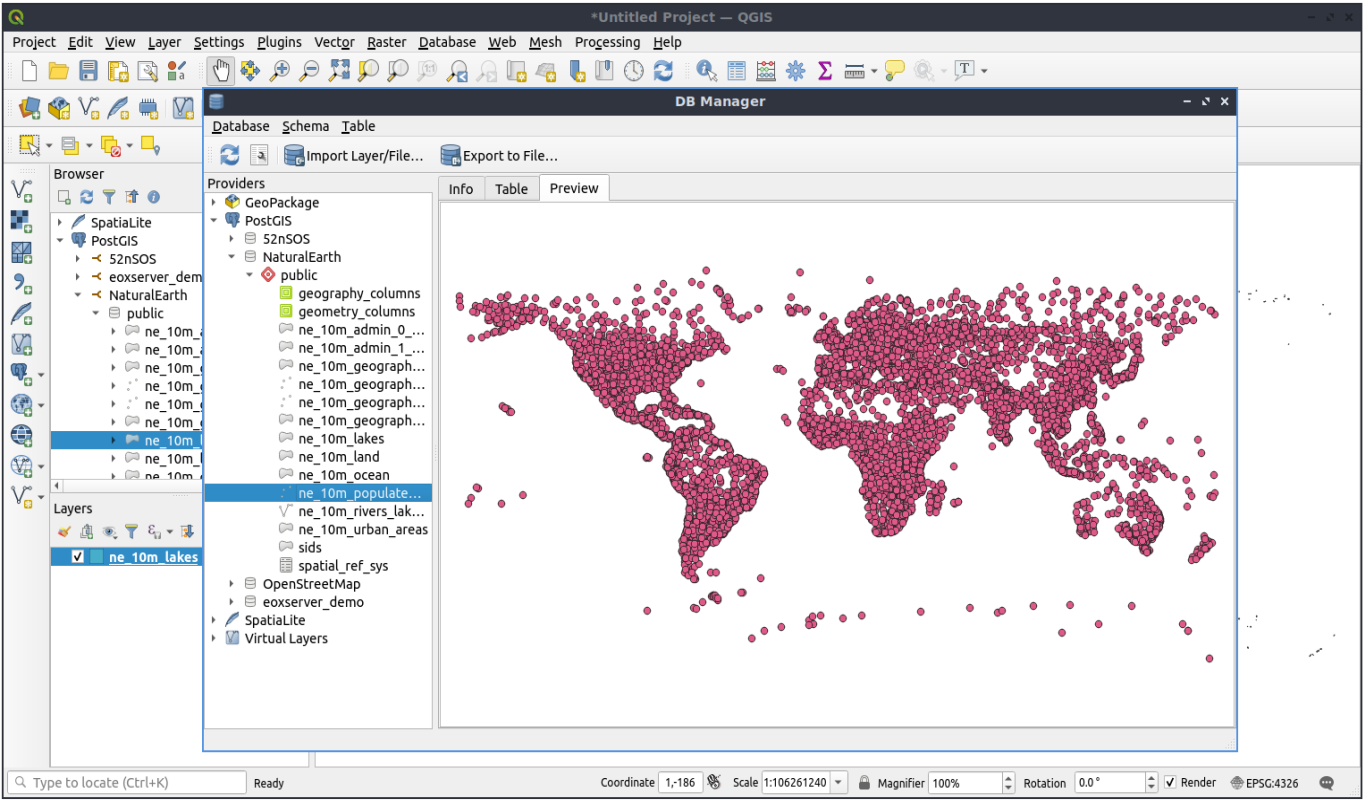 *Untitled Project — QGIS
Project Edit View Layer Settings Plugins Vector Raster Database Web Mesh Processing Help
DB Manager
Database Schema Table
Import Layer/File... Export to File...
Browser
SpatiaLite
PostGIS
52nSOS
eoxserver_dem
NaturalEarth
public
ne_10m_
ne_10m_
ne_10m_
ne_10m_
ne_10m_
ne_10m_
ne_10m_l
ne_10m_l
ne_10m_
Layers
ne_10m_lakes
Providers
GeoPackage
PostGIS
52nSOS
NaturalEarth
public
geography_columns
geometry_columns
ne_10m_admin_0_...
ne_10m_admin_1_...
ne_10m_geograph...
ne_10m_geograph...
ne_10m_geograph...
ne_10m_geograph...
ne_10m_lakes
ne_10m_land
ne_10m_ocean
ne_10m_populate...
ne_10m_rivers_lak...
ne_10m_urban_areas
sids
spatial_ref_sys
OpenStreetMap
eoxserver_demo
SpatiaLite
Virtual Layers
Info Table Preview
Type to locate (Ctrl+K) Ready Coordinate 1,-186 Scale 1:106261240 Magnifier 100% Rotation 0.0 ° Render EPSG:4326